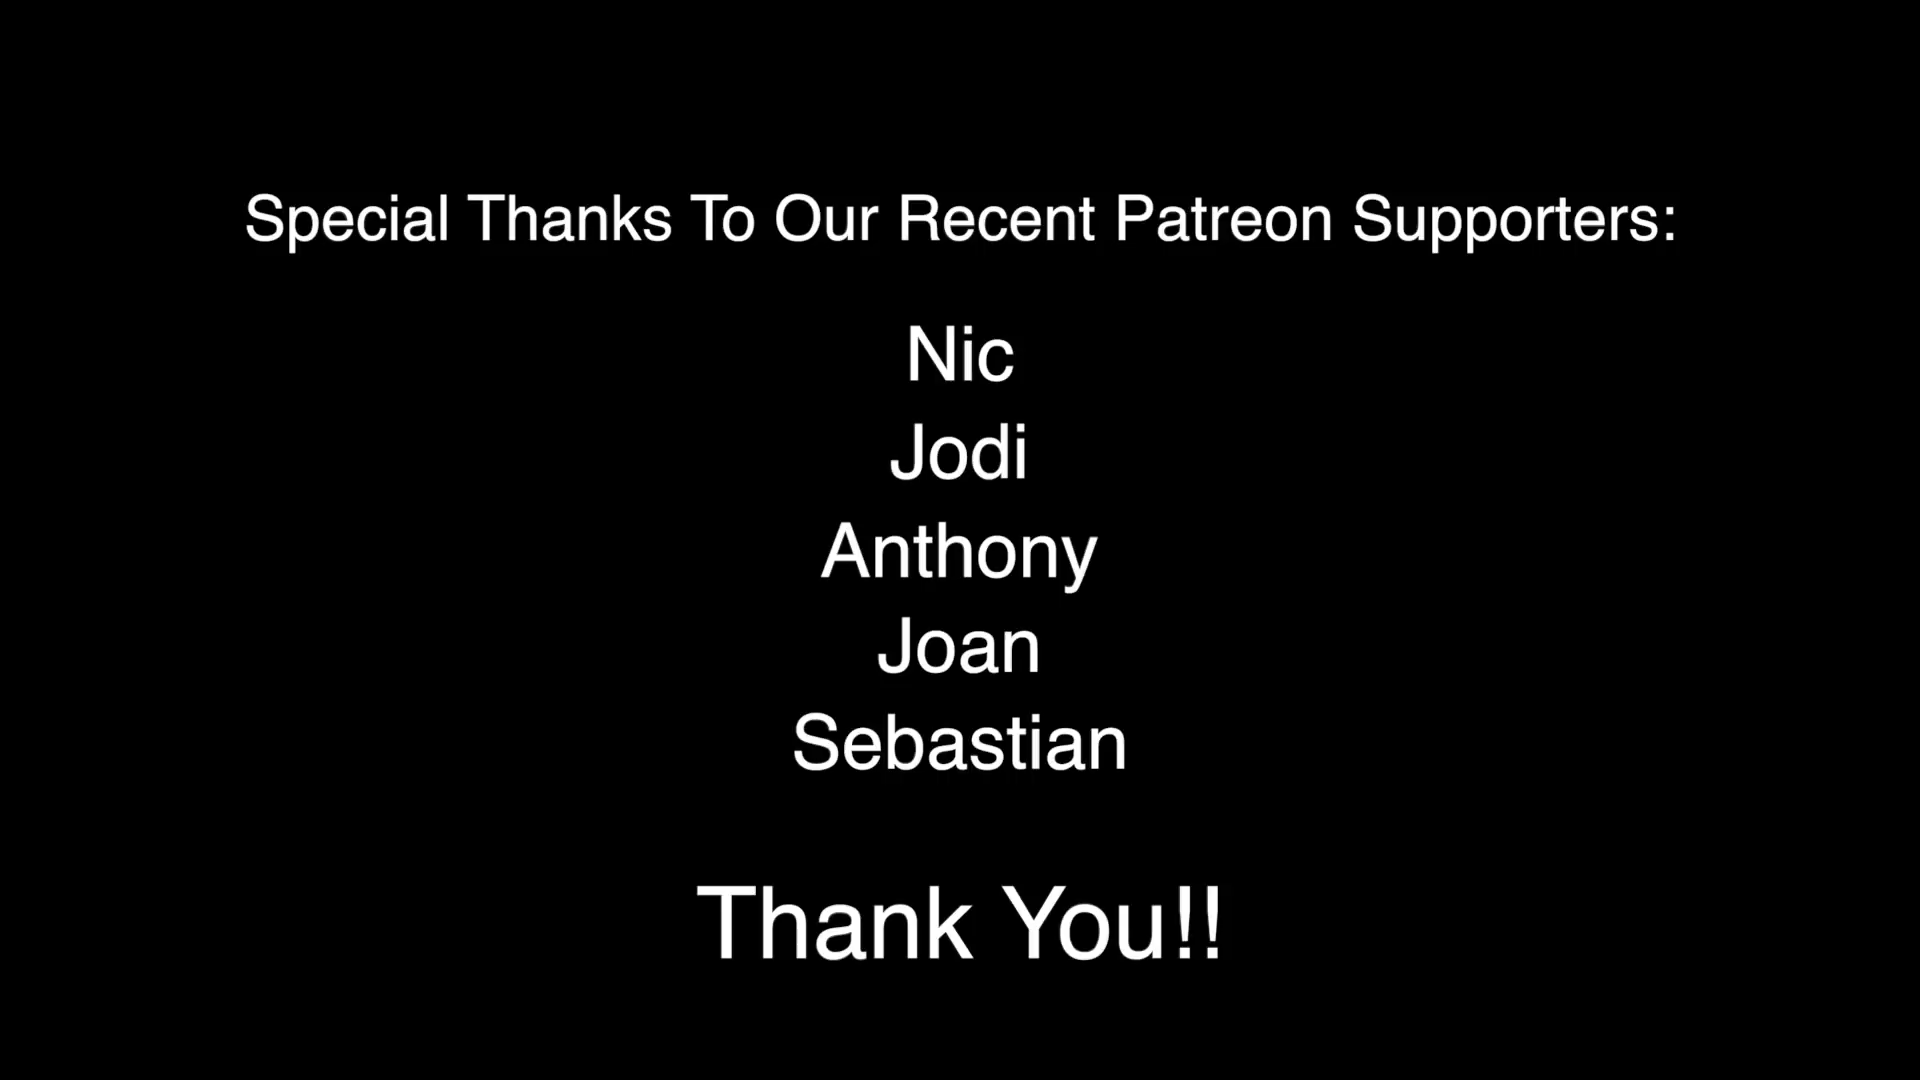 Special Thanks To Our Recent Patreon Supporters:
Nic
Jodi
Anthony
Joan
Sebastian
Thank You!!